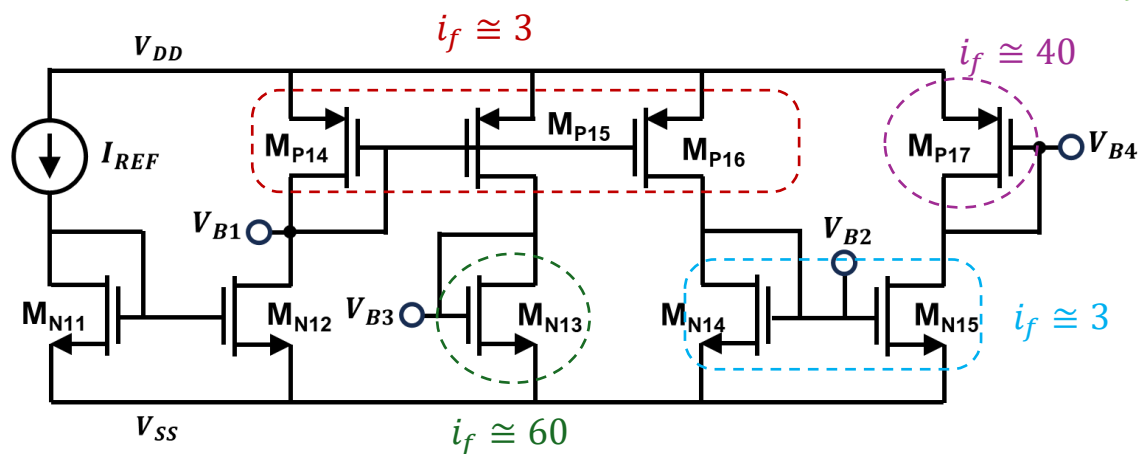 i_f ≅ 3
V_DD
i_f ≅ 40
I_REF
M_P14
M_P15
M_P16
M_P17
V_B4
V_B1
V_B2
M_N11
M_N12
V_B3
M_N13
M_N14
M_N15
i_f ≅ 3
V_SS
i_f ≅ 60